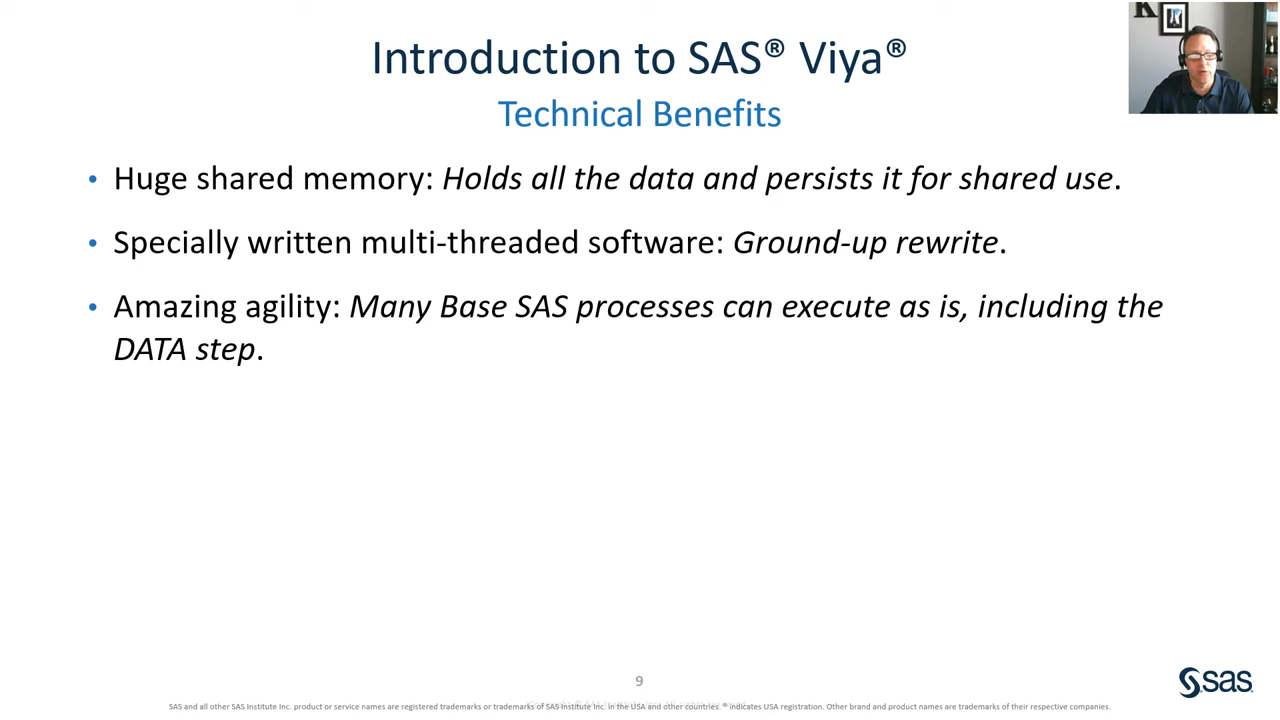 Introduction to SAS® Viya®
Technical Benefits
• Huge shared memory: Holds all the data and persists it for shared use.
• Specially written multi-threaded software: Ground-up rewrite.
• Amazing agility: Many Base SAS processes can execute as is, including the
DATA step.
9
sas
SAS and all other SAS Institute Inc. product or service names are registered trademarks or trademarks of SAS Institute Inc. in the USA and other countries. ® indicates USA registration. Other brand and product names are trademarks of their respective companies.